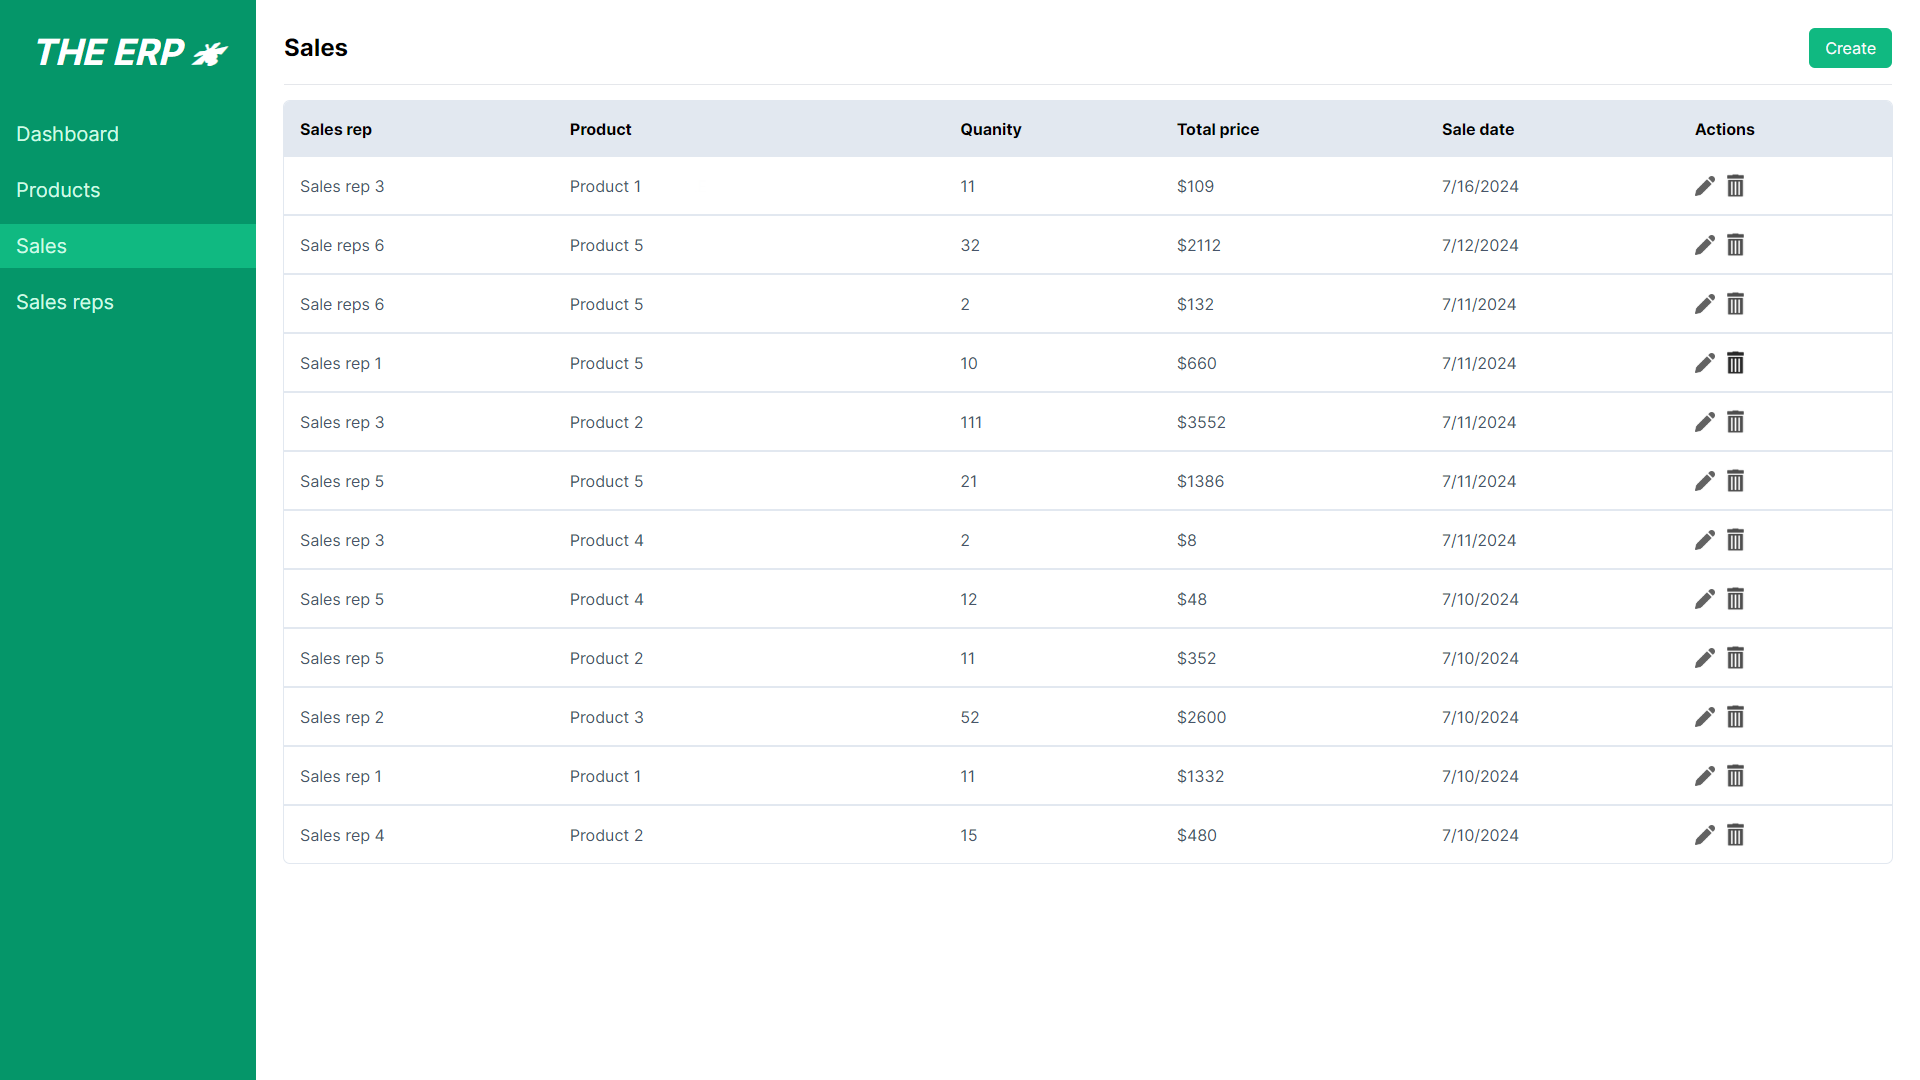 THE ERP
Dashboard
Products
Sales
Sales reps
Sales
Create
Sales rep Product Quanity Total price Sale date Actions
Sales rep 3 Product 1 11 $109 7/16/2024
Sale reps 6 Product 5 32 $2112 7/12/2024
Sale reps 6 Product 5 2 $132 7/11/2024
Sales rep 1 Product 5 10 $660 7/11/2024
Sales rep 3 Product 2 111 $3552 7/11/2024
Sales rep 5 Product 5 21 $1386 7/11/2024
Sales rep 3 Product 4 2 $8 7/11/2024
Sales rep 5 Product 4 12 $48 7/10/2024
Sales rep 5 Product 2 11 $352 7/10/2024
Sales rep 2 Product 3 52 $2600 7/10/2024
Sales rep 1 Product 1 11 $1332 7/10/2024
Sales rep 4 Product 2 15 $480 7/10/2024